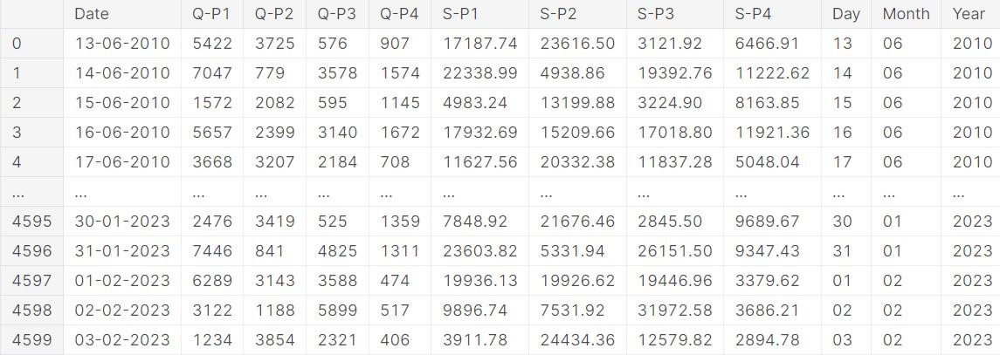 Date Q-P1 Q-P2 Q-P3 Q-P4 S-P1 S-P2 S-P3 S-P4 Day Month Year
0 13-06-2010 5422 3725 576 907 17187.74 23616.50 3121.92 6466.91 13 06 2010
1 14-06-2010 7047 779 3578 1574 22338.99 4938.86 19392.76 11222.62 14 06 2010
2 15-06-2010 1572 2082 595 1145 4983.24 13199.88 3224.90 8163.85 15 06 2010
3 16-06-2010 5657 2399 3140 1672 17932.69 15209.66 17018.80 11921.36 16 06 2010
4 17-06-2010 3668 3207 2184 708 11627.56 20332.38 11837.28 5048.04 17 06 2010
... ... ... ... ... ... ... ... ... ... ... ... ...
4595 30-01-2023 2476 3419 525 1359 7848.92 21676.46 2845.50 9689.67 30 01 2023
4596 31-01-2023 7446 841 4825 1311 23603.82 5331.94 26151.50 9347.43 31 01 2023
4597 01-02-2023 6289 3143 3588 474 19936.13 19926.62 19446.96 3379.62 01 02 2023
4598 02-02-2023 3122 1188 5899 517 9896.74 7531.92 31972.58 3686.21 02 02 2023
4599 03-02-2023 1234 3854 2321 406 3911.78 24434.36 12579.82 2894.78 03 02 2023